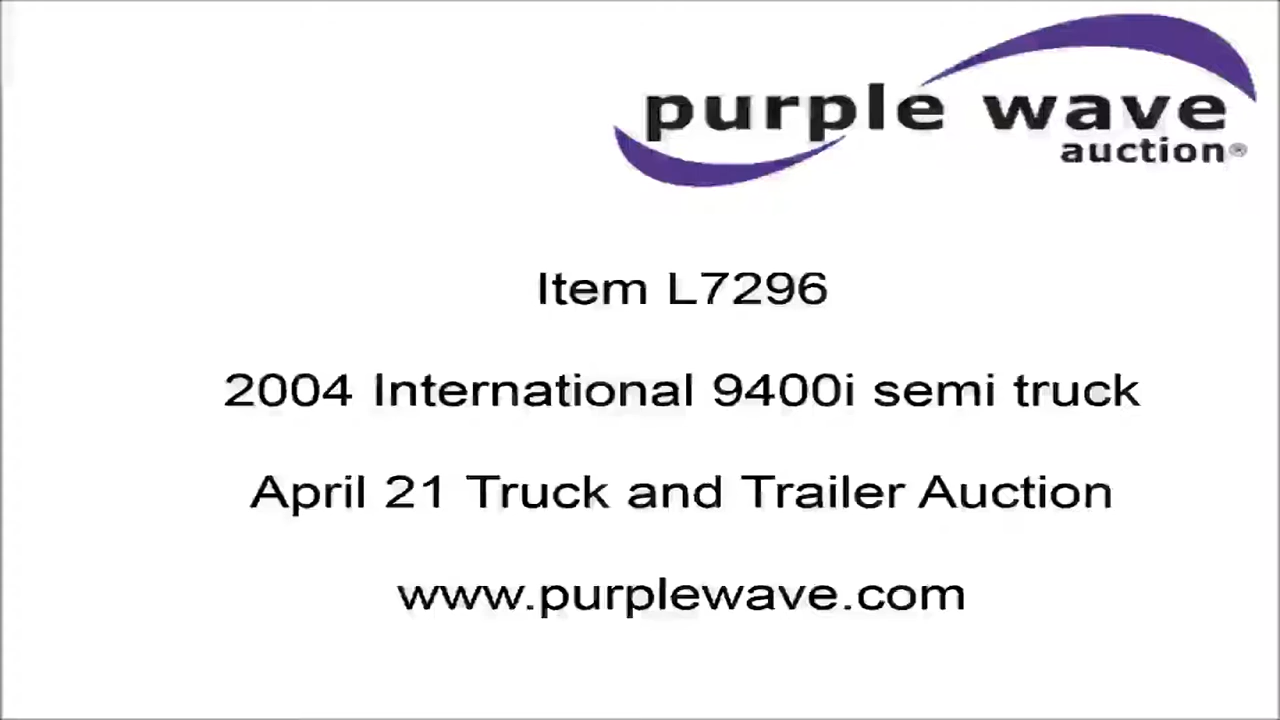 purple wave
auction®
Item L7296
2004 International 9400i semi truck
April 21 Truck and Trailer Auction
www.purplewave.com